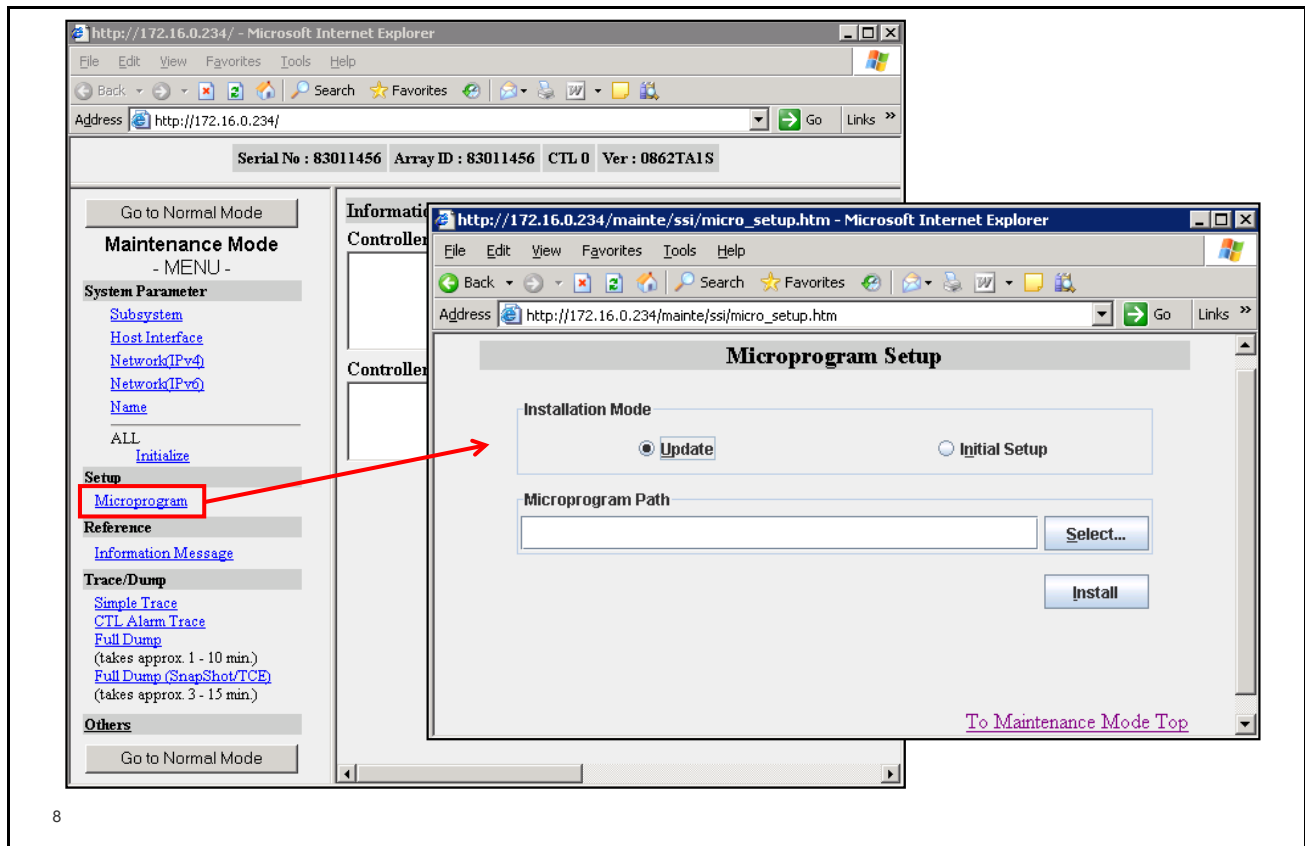 http://172.16.0.234/ - Microsoft Internet Explorer
File Edit View Favorites Tools Help
Back Search Favorites
Address http://172.16.0.234/ Go Links »
Serial No : 83011456 Array ID : 83011456 CTL 0 Ver : 0862TA1S
Go to Normal Mode
Maintenance Mode
- MENU -
System Parameter
Subsystem
Host Interface
Network(IPv4)
Network(IPv6)
Name
ALL
Initialize
Setup
Microprogram
Reference
Information Message
Trace/Dump
Simple Trace
CTL Alarm Trace
Full Dump
(takes approx. 1 - 10 min.)
Full Dump (SnapShot/TCE)
(takes approx. 3 - 15 min.)
Others
Go to Normal Mode
Informatio
Controller
Controller
http://172.16.0.234/mainte/ssi/micro_setup.htm - Microsoft Internet Explorer
File Edit View Favorites Tools Help
Back Search Favorites
Address http://172.16.0.234/mainte/ssi/micro_setup.htm Go Links »
Microprogram Setup
Installation Mode
Update Initial Setup
Microprogram Path
Select...
Install
To Maintenance Mode Top
8